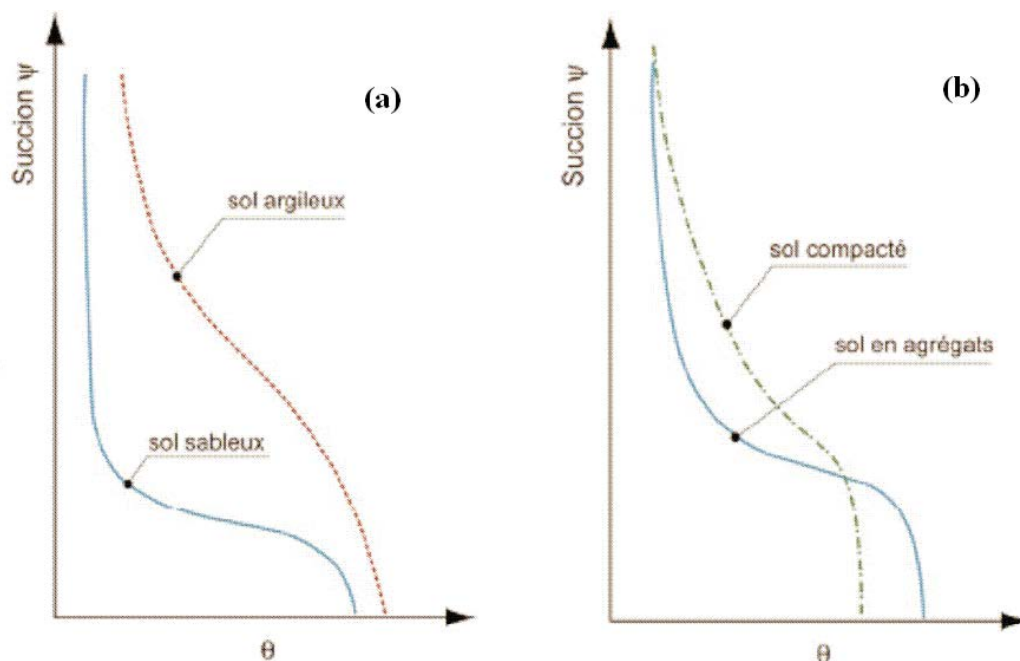 Succion ψ
(a)
sol argileux
sol sableux
θ
Succion ψ
(b)
sol compacté
sol en agrégats
θ